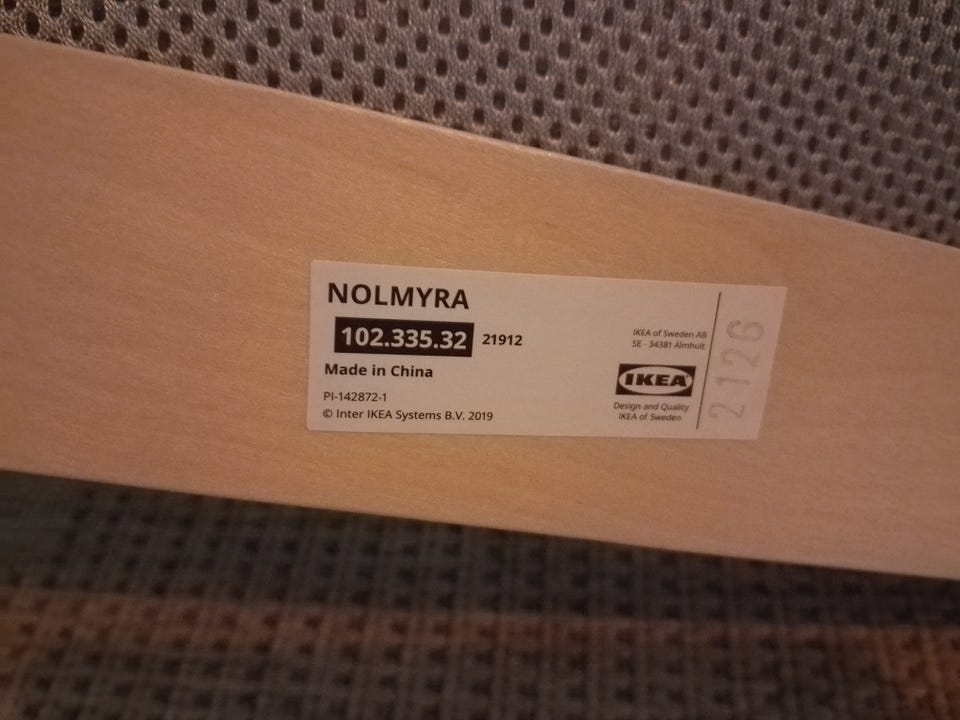 NOLMYRA
102.335.32 21912
Made in China
PI-142872-1
© Inter IKEA Systems B.V. 2019
IKEA of Sweden AB
SE - 34381 Älmhult
IKEA
Design and Quality
IKEA of Sweden
2126